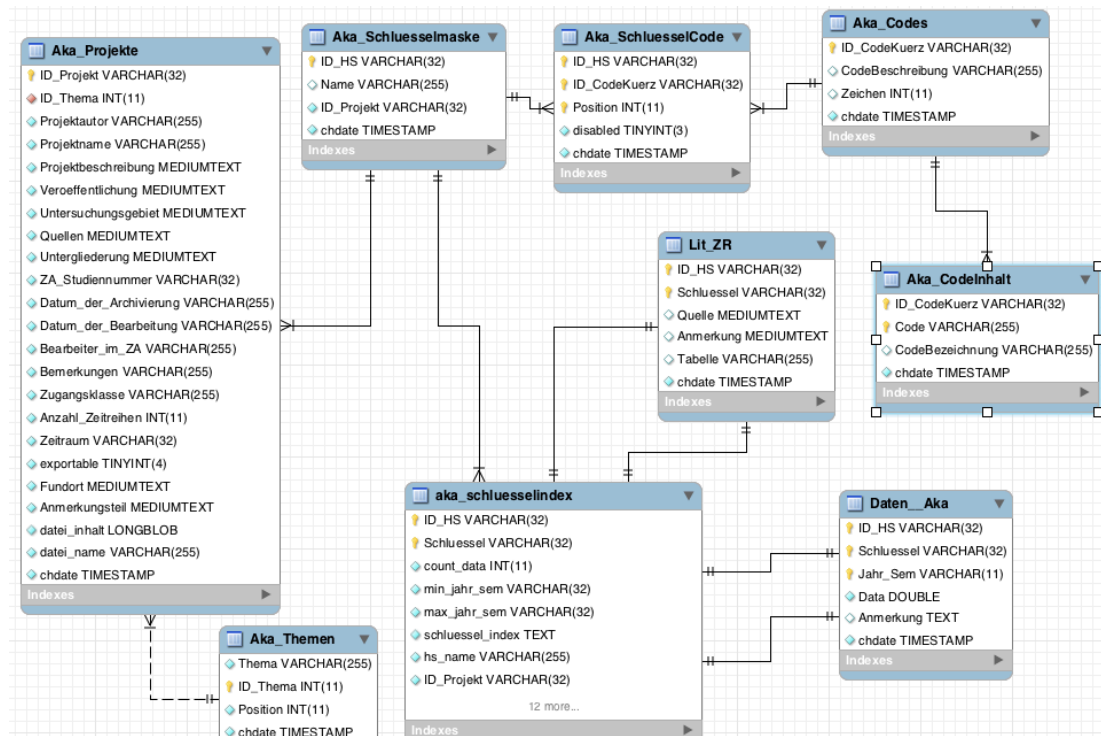 Aka_Projekte
ID_Projekt VARCHAR(32)
ID_Thema INT(11)
Projektautor VARCHAR(255)
Projektname VARCHAR(255)
Projektbeschreibung MEDIUMTEXT
Veroeffentlichung MEDIUMTEXT
Untersuchungsgebiet MEDIUMTEXT
Quellen MEDIUMTEXT
Untergliederung MEDIUMTEXT
ZA_Studiennummer VARCHAR(32)
Datum_der_Archivierung VARCHAR(255)
Datum_der_Bearbeitung VARCHAR(255)
Bearbeiter_im_ZA VARCHAR(255)
Bemerkungen VARCHAR(255)
Zugangsklasse VARCHAR(255)
Anzahl_Zeitreihen INT(11)
Zeitraum VARCHAR(32)
exportable TINYINT(4)
Fundort MEDIUMTEXT
Anmerkungsteil MEDIUMTEXT
datei_inhalt LONGBLOB
datei_name VARCHAR(255)
chdate TIMESTAMP
Indexes
Aka_Schluesselmaske
ID_HS VARCHAR(32)
Name VARCHAR(255)
ID_Projekt VARCHAR(32)
chdate TIMESTAMP
Indexes
Aka_SchluesselCode
ID_HS VARCHAR(32)
ID_CodeKuerz VARCHAR(32)
Position INT(11)
disabled TINYINT(3)
chdate TIMESTAMP
Indexes
Aka_Codes
ID_CodeKuerz VARCHAR(32)
CodeBeschreibung VARCHAR(255)
Zeichen INT(11)
chdate TIMESTAMP
Indexes
Lit_ZR
ID_HS VARCHAR(32)
Schluessel VARCHAR(32)
Quelle MEDIUMTEXT
Anmerkung MEDIUMTEXT
Tabelle VARCHAR(255)
chdate TIMESTAMP
Indexes
Aka_CodeInhalt
ID_CodeKuerz VARCHAR(32)
Code VARCHAR(255)
CodeBezeichnung VARCHAR(255)
chdate TIMESTAMP
Indexes
aka_schluesselindex
ID_HS VARCHAR(32)
Schluessel VARCHAR(32)
count_data INT(11)
min_jahr_sem VARCHAR(32)
max_jahr_sem VARCHAR(32)
schluessel_index TEXT
hs_name VARCHAR(255)
ID_Projekt VARCHAR(32)
12 more...
Indexes
Daten__Aka
ID_HS VARCHAR(32)
Schluessel VARCHAR(32)
Jahr_Sem VARCHAR(11)
Data DOUBLE
Anmerkung TEXT
chdate TIMESTAMP
Indexes
Aka_Themen
Thema VARCHAR(255)
ID_Thema INT(11)
Position INT(11)
chdate TIMESTAMP